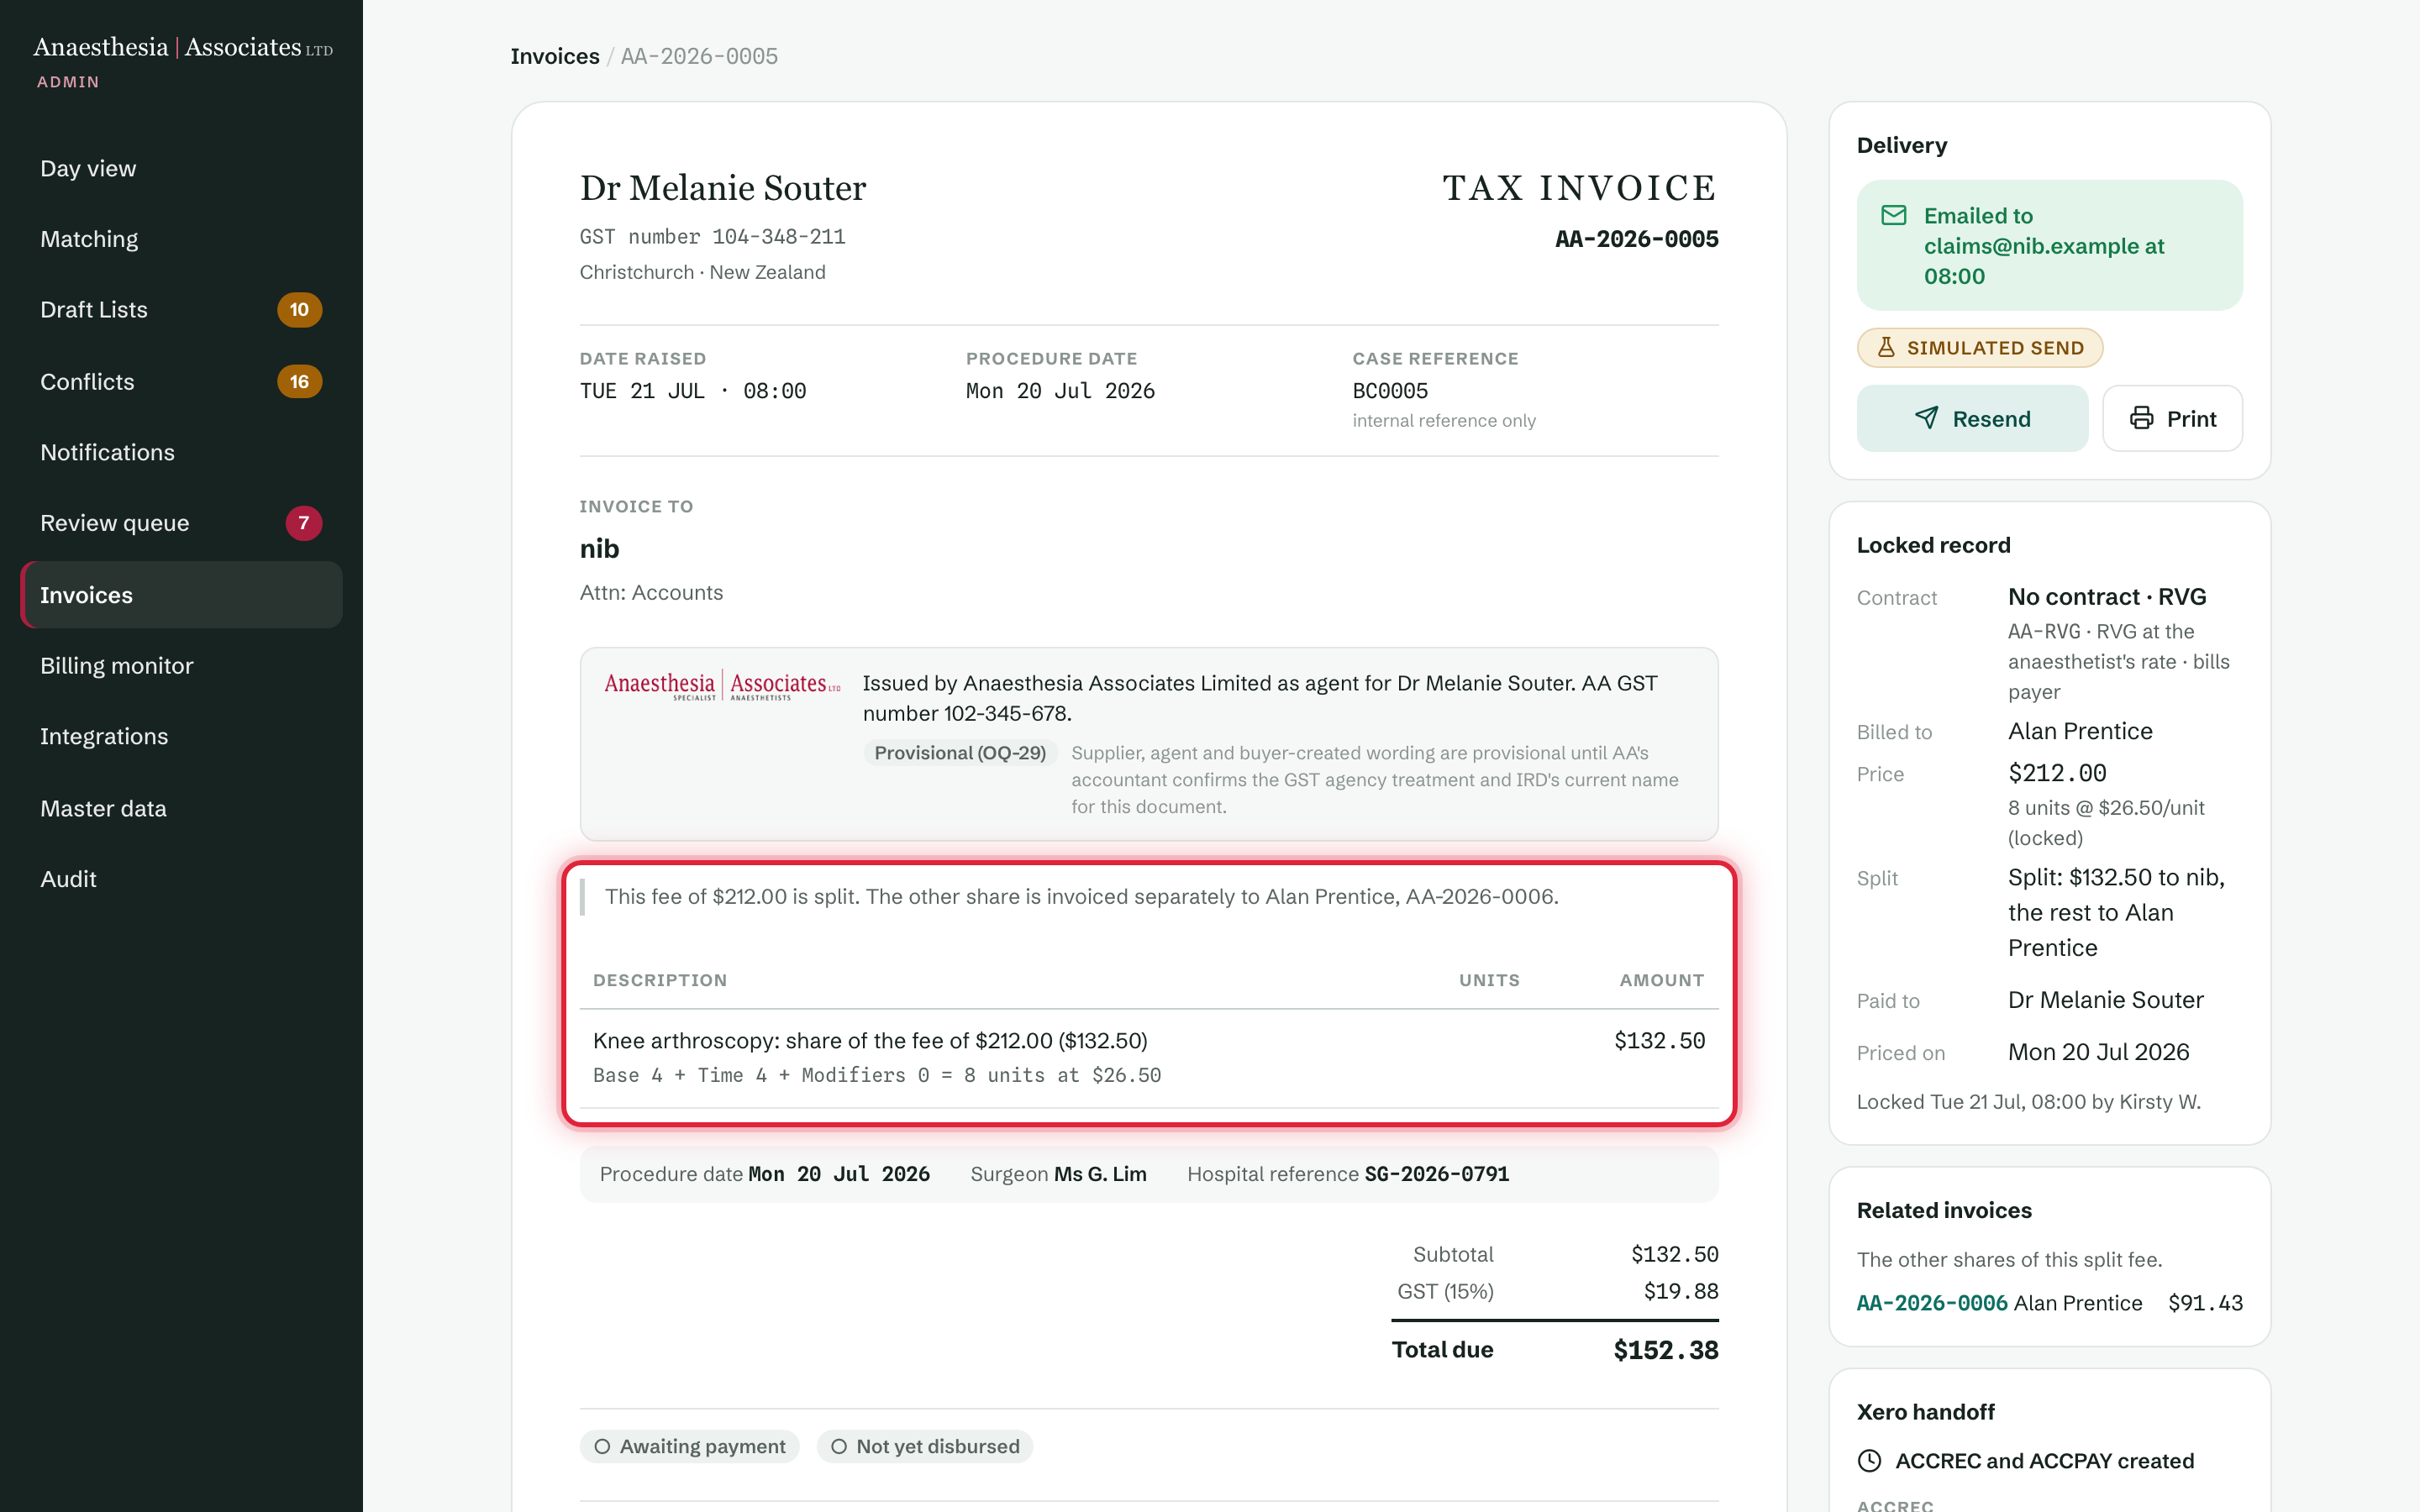 Anaesthesia | Associates LTD
ADMIN
Day view
Matching
Draft Lists 10
Conflicts 16
Notifications
Review queue 7
Invoices
Billing monitor
Integrations
Master data
Audit
Invoices / AA-2026-0005
Dr Melanie Souter
GST number 104-348-211
Christchurch · New Zealand
TAX INVOICE
AA-2026-0005
DATE RAISED
TUE 21 JUL · 08:00
PROCEDURE DATE
Mon 20 Jul 2026
CASE REFERENCE
BC0005
internal reference only
INVOICE TO
nib
Attn: Accounts
Anaesthesia | Associates LTD
SPECIALIST ANAESTHETISTS
Issued by Anaesthesia Associates Limited as agent for Dr Melanie Souter. AA GST
number 102-345-678.
Provisional (OQ-29)
Supplier, agent and buyer-created wording are provisional until AA's
accountant confirms the GST agency treatment and IRD's current name
for this document.
This fee of $212.00 is split. The other share is invoiced separately to Alan Prentice, AA-2026-0006.
DESCRIPTION UNITS AMOUNT
Knee arthroscopy: share of the fee of $212.00 ($132.50) $132.50
Base 4 + Time 4 + Modifiers 0 = 8 units at $26.50
Procedure date Mon 20 Jul 2026 Surgeon Ms G. Lim Hospital reference SG-2026-0791
Subtotal $132.50
GST (15%) $19.88
Total due $152.38
Awaiting payment Not yet disbursed
Delivery
Emailed to
claims@nib.example at
08:00
SIMULATED SEND
Resend Print
Locked record
Contract No contract · RVG
AA-RVG · RVG at the
anaesthetist's rate · bills
payer
Billed to Alan Prentice
Price $212.00
8 units @ $26.50/unit
(locked)
Split Split: $132.50 to nib,
the rest to Alan
Prentice
Paid to Dr Melanie Souter
Priced on Mon 20 Jul 2026
Locked Tue 21 Jul, 08:00 by Kirsty W.
Related invoices
The other shares of this split fee.
AA-2026-0006 Alan Prentice $91.43
Xero handoff
ACCREC and ACCPAY created
ACCREC